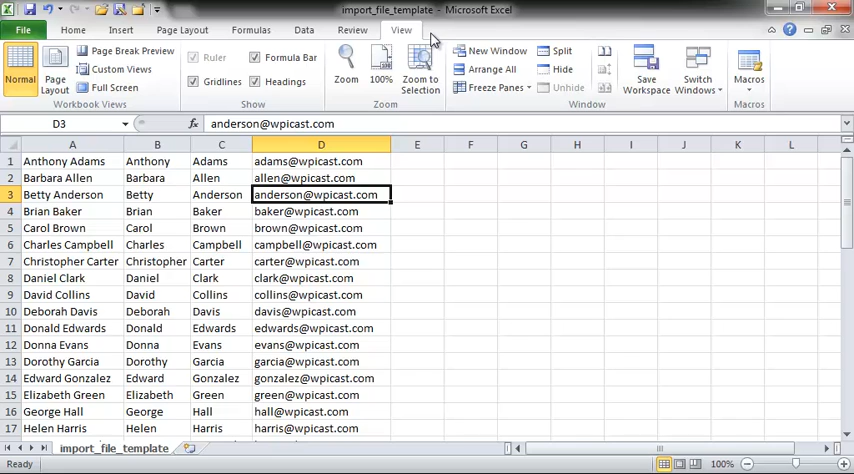 import_file_template - Microsoft Excel
File Home Insert Page Layout Formulas Data Review View
Normal
Page Layout
Page Break Preview
Custom Views
Full Screen
Workbook Views
Ruler
Formula Bar
Gridlines
Headings
Show
Zoom
100%
Zoom to Selection
Zoom
New Window
Arrange All
Freeze Panes
Split
Hide
Unhide
Save Workspace
Switch Windows
Window
Macros
Macros
D3 fx anderson@wpicast.com
A B C D E F G H I J K L
1 Anthony Adams Anthony Adams adams@wpicast.com
2 Barbara Allen Barbara Allen allen@wpicast.com
3 Betty Anderson Betty Anderson anderson@wpicast.com
4 Brian Baker Brian Baker baker@wpicast.com
5 Carol Brown Carol Brown brown@wpicast.com
6 Charles Campbell Charles Campbell campbell@wpicast.com
7 Christopher Carter Christopher Carter carter@wpicast.com
8 Daniel Clark Daniel Clark clark@wpicast.com
9 David Collins David Collins collins@wpicast.com
10 Deborah Davis Deborah Davis davis@wpicast.com
11 Donald Edwards Donald Edwards edwards@wpicast.com
12 Donna Evans Donna Evans evans@wpicast.com
13 Dorothy Garcia Dorothy Garcia garcia@wpicast.com
14 Edward Gonzalez Edward Gonzalez gonzalez@wpicast.com
15 Elizabeth Green Elizabeth Green green@wpicast.com
16 George Hall George Hall hall@wpicast.com
17 Helen Harris Helen Harris harris@wpicast.com
import_file_template
Ready 100%